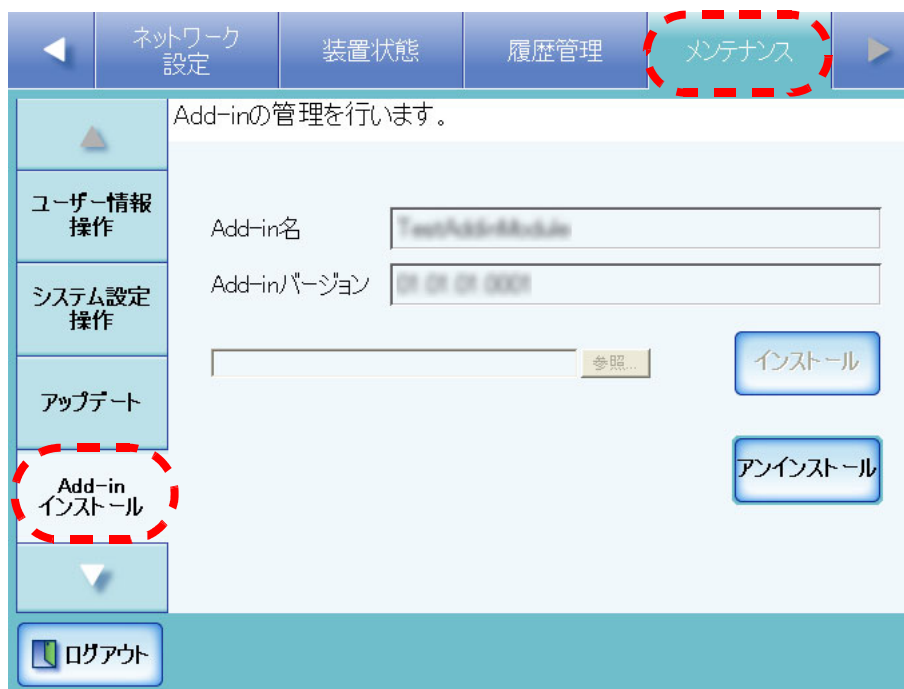 ネットワーク
設定
装置状態
履歴管理
メンテナンス
Add-inの管理を行います。
ユーザー情報
操作
システム設定
操作
アップデート
Add-in
インストール
Add-in名
TestAddinModule
Add-inバージョン
01.01.01.0001
参照...
インストール
アンインストール
ログアウト